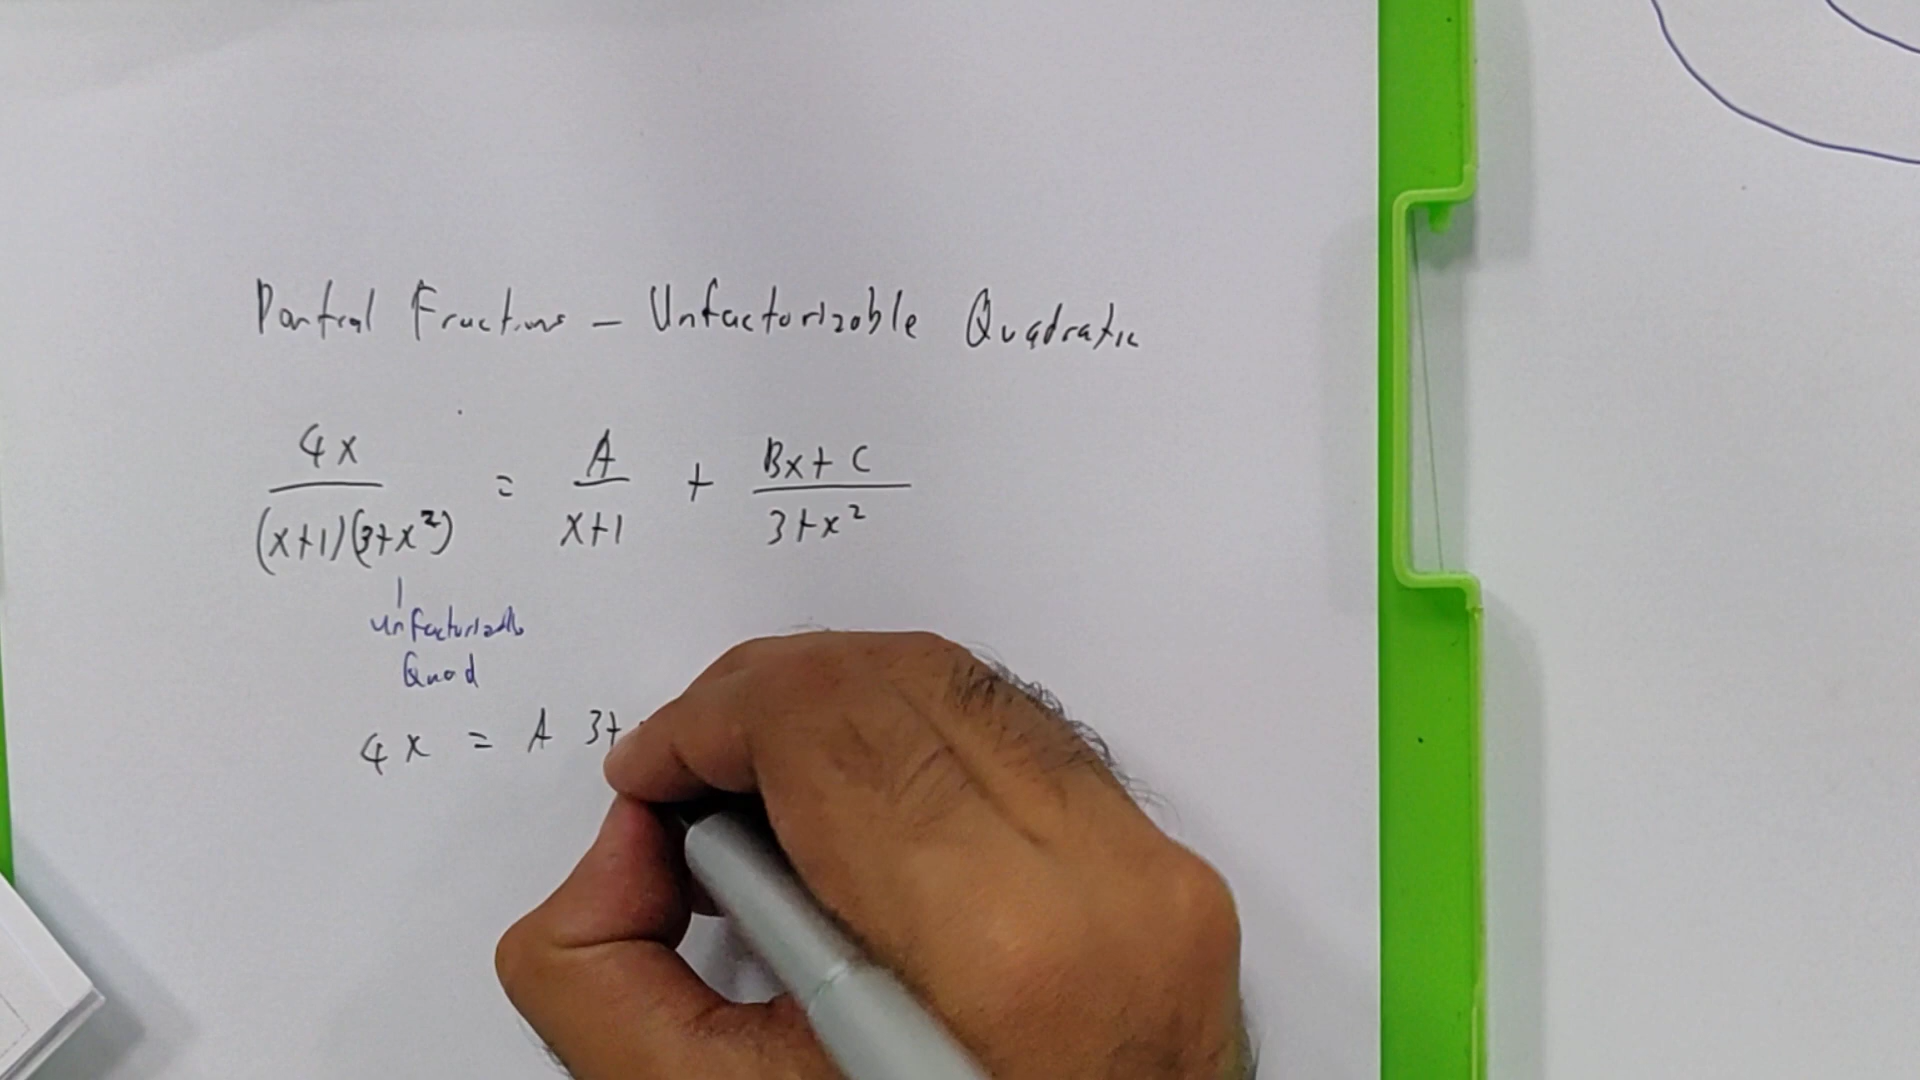 Partial Fractions – Unfactorizable Quadratic
4x / (x+1)(3+x²) = A / x+1 + Bx+C / 3+x²
Unfactorizable
Quad
4x = A 3+